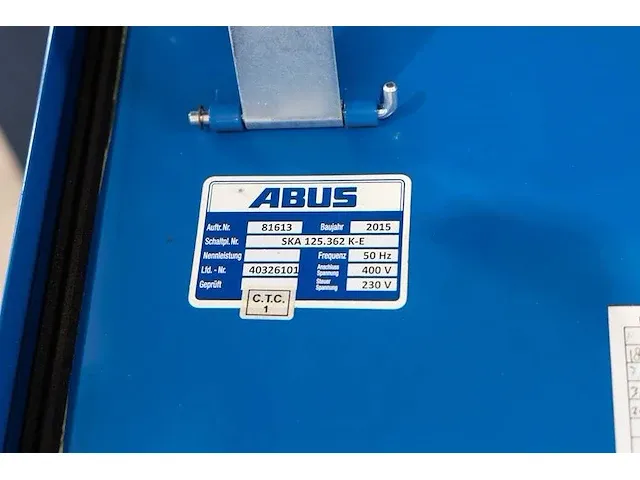 ABUS
Auftr. Nr. 81613 Baujahr 2015
Schaltpl. Nr. SKA 125.362 K-E
Nennleistung Frequenz 50 Hz
Lfd. - Nr. 40326101 Anschluss Spannung 400 V
Geprüft Steuer Spannung 230 V
C.T.C.
1